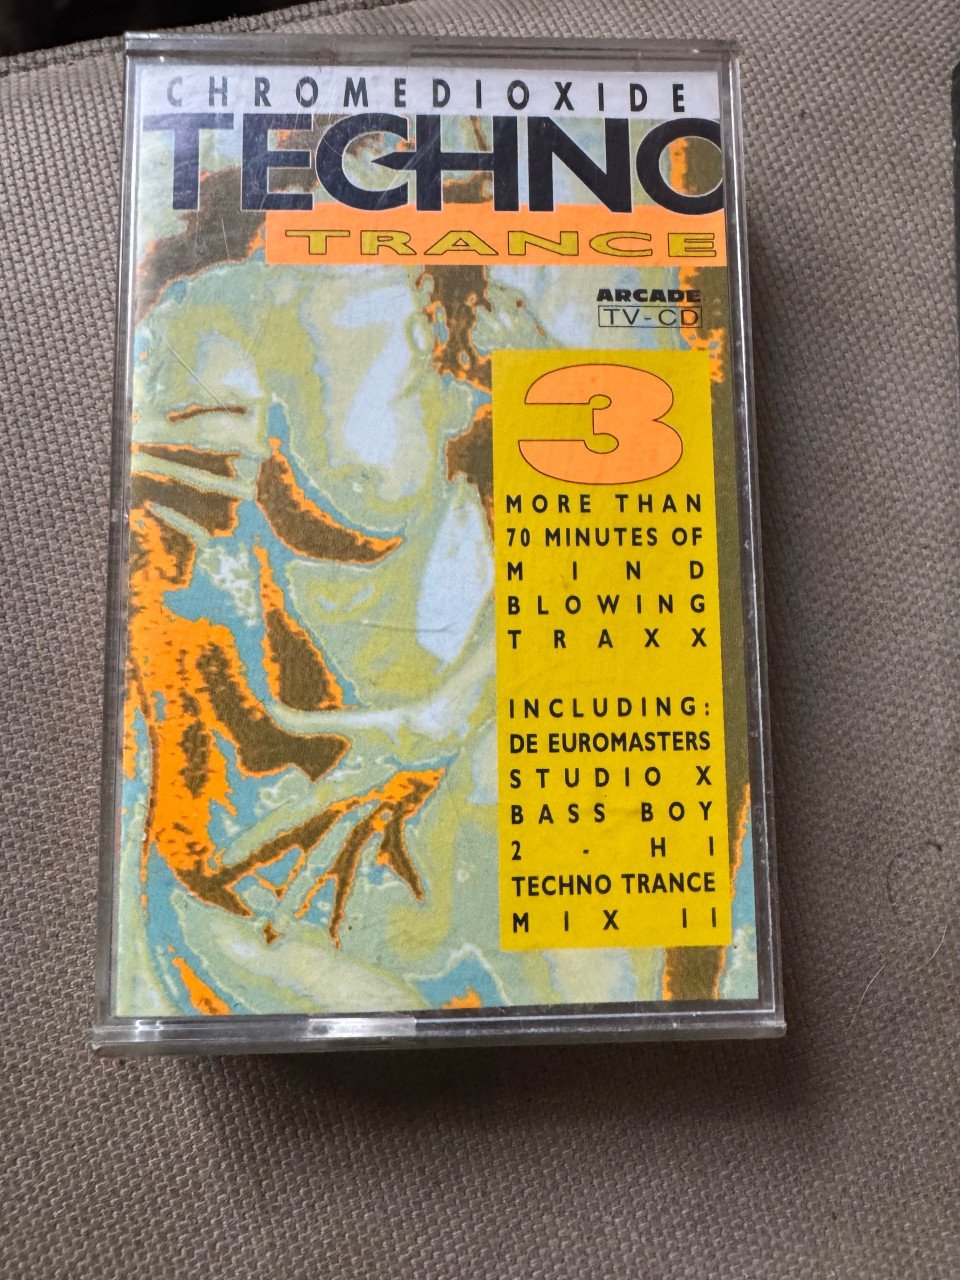 CHROMEDIOXIDE
TECHNO
TRANCE
ARCADE
TV-CD
3
MORE THAN
70 MINUTES OF
MIND
BLOWING
TRAXX
INCLUDING:
DE EUROMASTERS
STUDIO X
BASS BOY
2-HI
TECHNO TRANCE
MIX II